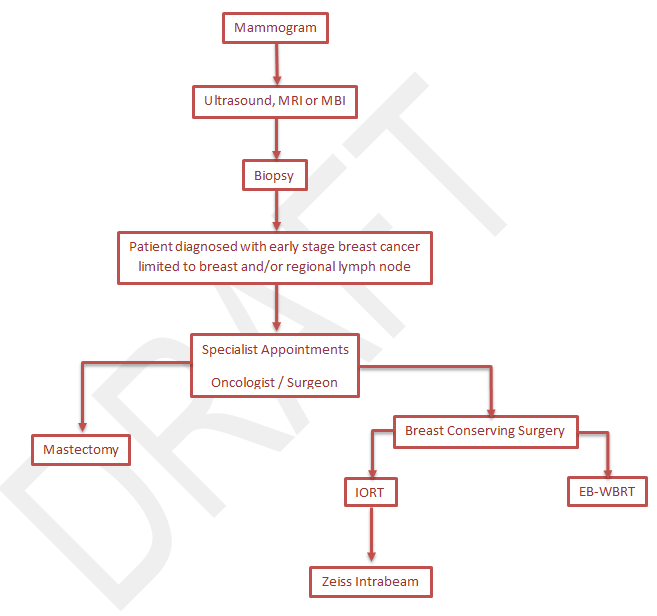 Mammogram
Ultrasound, MRI or MBI
Biopsy
Patient diagnosed with early stage breast cancer
limited to breast and/or regional lymph node
Specialist Appointments
Oncologist / Surgeon
Mastectomy
Breast Conserving Surgery
IORT
EB-WBRT
Zeiss Intrabeam
DRAFT